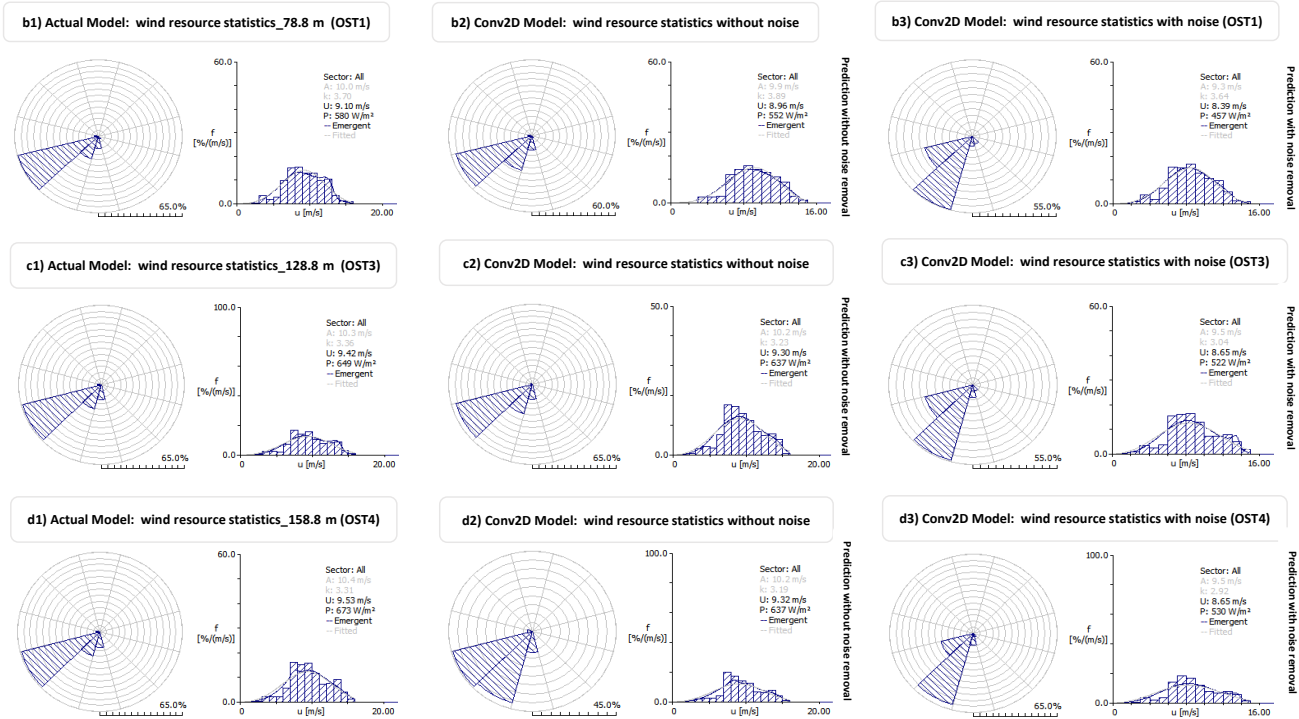 b1) Actual Model: wind resource statistics_78.8 m (OST1)
65.0%
60.0
f
[%/(m/s)]
0.0
0
u [m/s]
20.00
Sector: All
A: 10.0 m/s
k: 3.70
U: 9.10 m/s
P: 580 W/m²
Emergent
Fitted
b2) Conv2D Model: wind resource statistics without noise
60.0%
60.0
f
[%/(m/s)]
0.0
0
u [m/s]
16.00
Sector: All
A: 9.9 m/s
k: 3.89
U: 8.96 m/s
P: 552 W/m²
Emergent
Fitted
Prediction without noise removal
b3) Conv2D Model: wind resource statistics with noise (OST1)
55.0%
60.0
f
[%/(m/s)]
0.0
0
u [m/s]
16.00
Sector: All
A: 9.3 m/s
k: 3.64
U: 8.39 m/s
P: 457 W/m²
Emergent
Fitted
Prediction with noise removal
c1) Actual Model: wind resource statistics_128.8 m (OST3)
65.0%
100.0
f
[%/(m/s)]
0.0
0
u [m/s]
20.00
Sector: All
A: 10.3 m/s
k: 3.36
U: 9.42 m/s
P: 649 W/m²
Emergent
Fitted
c2) Conv2D Model: wind resource statistics without noise
65.0%
50.0
f
[%/(m/s)]
0.0
0
u [m/s]
20.00
Sector: All
A: 10.2 m/s
k: 3.23
U: 9.30 m/s
P: 637 W/m²
Emergent
Fitted
Prediction without noise removal
c3) Conv2D Model: wind resource statistics with noise (OST3)
55.0%
60.0
f
[%/(m/s)]
0.0
0
u [m/s]
16.00
Sector: All
A: 9.5 m/s
k: 3.04
U: 8.65 m/s
P: 522 W/m²
Emergent
Fitted
Prediction with noise removal
d1) Actual Model: wind resource statistics_158.8 m (OST4)
65.0%
60.0
f
[%/(m/s)]
0.0
0
u [m/s]
20.00
Sector: All
A: 10.4 m/s
k: 3.31
U: 9.53 m/s
P: 673 W/m²
Emergent
Fitted
d2) Conv2D Model: wind resource statistics without noise
45.0%
100.0
f
[%/(m/s)]
0.0
0
u [m/s]
20.00
Sector: All
A: 10.2 m/s
k: 3.19
U: 9.32 m/s
P: 637 W/m²
Emergent
Fitted
Prediction without noise removal
d3) Conv2D Model: wind resource statistics with noise (OST4)
65.0%
100.0
f
[%/(m/s)]
0.0
0
u [m/s]
16.00
Sector: All
A: 9.5 m/s
k: 2.92
U: 8.65 m/s
P: 530 W/m²
Emergent
Fitted
Prediction with noise removal